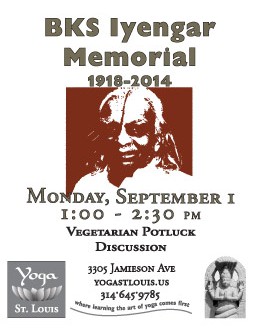 BKS Iyengar
Memorial
1918-2014
Monday, September 1
1:00 - 2:30 PM
Vegetarian Potluck
Discussion
3305 Jamieson Ave
yogastlouis.us
314·645·9785
where learning the art of yoga comes first
Yoga
St. Louis